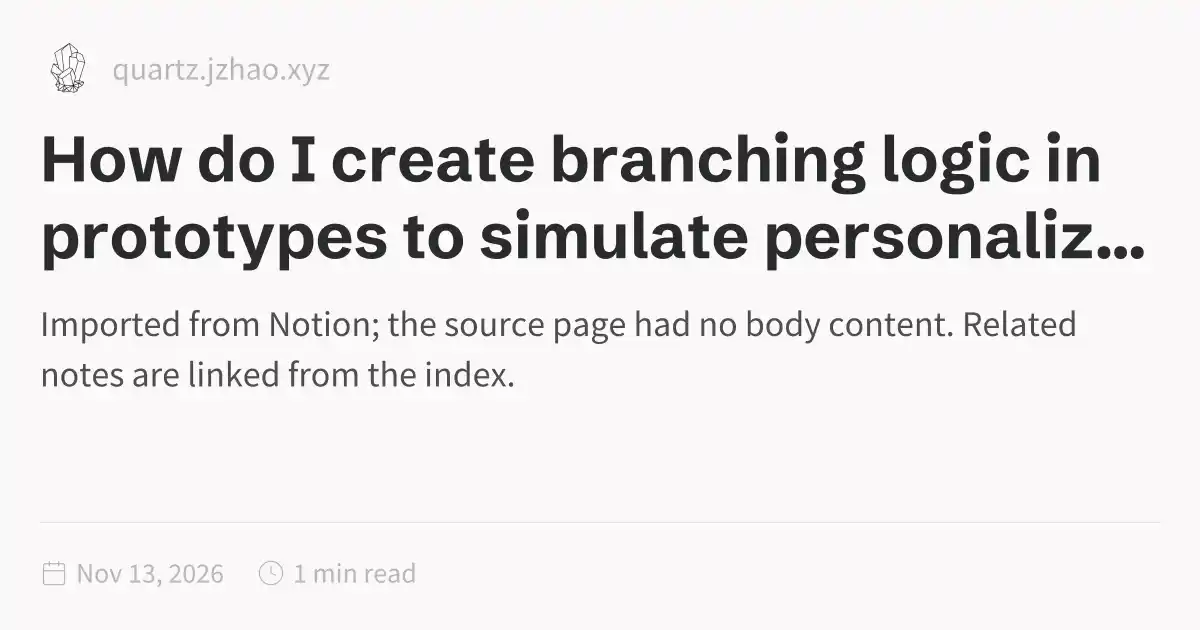 quartz.jzhao.xyz
How do I create branching logic in
prototypes to simulate personaliz...
Imported from Notion; the source page had no body content. Related
notes are linked from the index.
Nov 13, 2026 1 min read